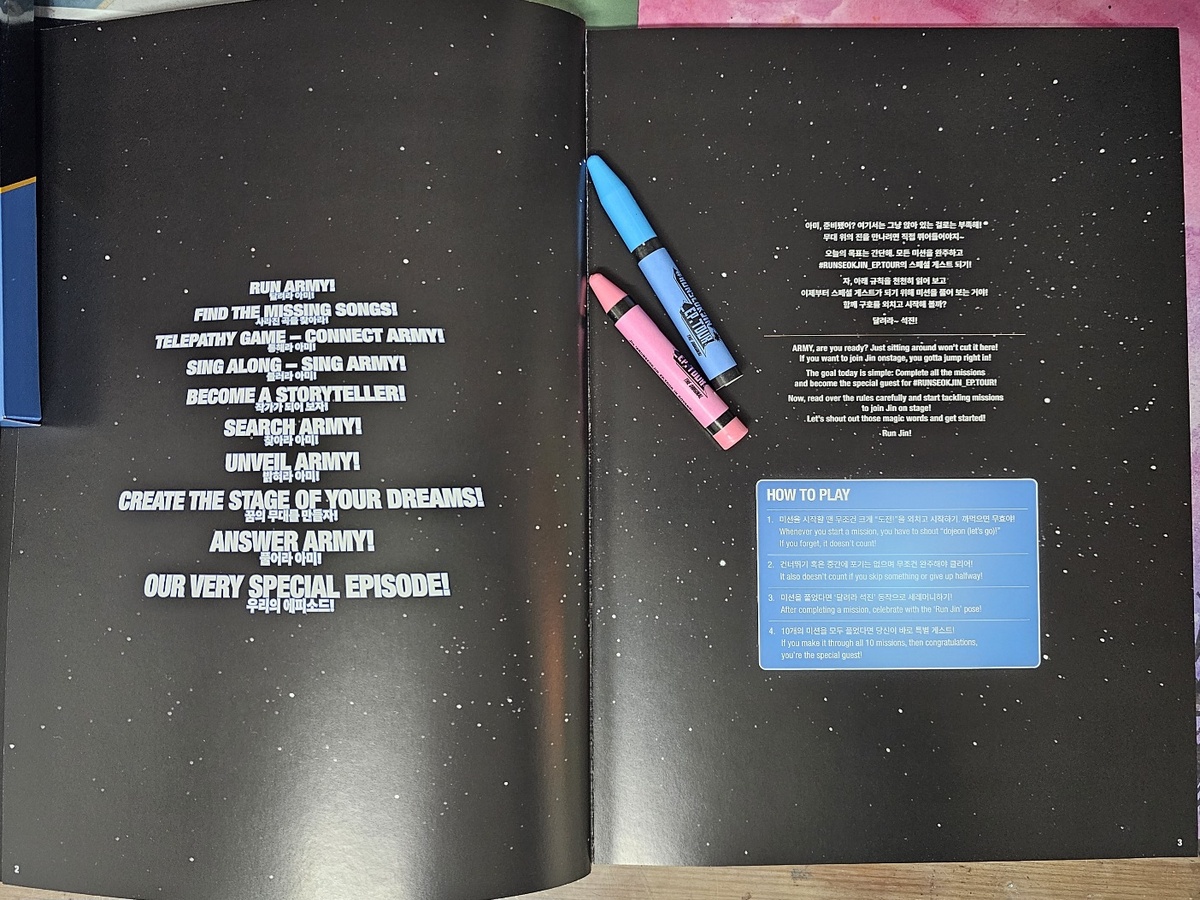 RUN ARMY!
달려라 아미!
FIND THE MISSING SONGS!
사라진 곡을 찾아라!
TELEPATHY GAME – CONNECT ARMY!
통해라 아미!
SING ALONG – SING ARMY!
불러라 아미!
BECOME A STORYTELLER!
작가가 되어 보자!
SEARCH ARMY!
찾아라 아미!
UNVEIL ARMY!
밝혀라 아미!
CREATE THE STAGE OF YOUR DREAMS!
꿈의 무대를 만들자!
ANSWER ARMY!
풀어라 아미!
OUR VERY SPECIAL EPISODE!
우리의 에피소드!
2
EP.TOUR
EP.TOUR
아미, 준비됐어? 여기서는 그냥 앉아 있는 걸로는 부족해!
무대 위의 진을 만나려면 직접 뛰어들어야지~
오늘의 목표는 간단해. 모든 미션을 완주하고
#RUNSEOKJIN_EP.TOUR의 스페셜 게스트 되기!
자, 아래 규칙을 천천히 읽어 보고
이제부터 스페셜 게스트가 되기 위해 미션을 풀어 보는 거야!
함께 구호를 외치고 시작해 볼까?
달려라~ 석진!
ARMY, are you ready? Just sitting around won't cut it here!
If you want to join Jin onstage, you gotta jump right in!
The goal today is simple: Complete all the missions
and become the special guest for #RUNSEOKJIN_EP.TOUR!
Now, read over the rules carefully and start tackling missions
to join Jin on stage!
Let's shout out those magic words and get started!
Run Jin!
HOW TO PLAY
1. 미션을 시작할 땐 무조건 크게 "도전!"을 외치고 시작하기. 까먹으면 무효야!
Whenever you start a mission, you have to shout "dojeon (let's go)!"
If you forget, it doesn't count!
2. 건너뛰기 혹은 중간에 포기는 없으며 무조건 완주해야 클리어!
It also doesn't count if you skip something or give up halfway!
3. 미션을 풀었다면 '달려라 석진' 동작으로 세레머니하기!
After completing a mission, celebrate with the 'Run Jin' pose!
4. 10개의 미션을 모두 풀었다면 당신이 바로 특별 게스트!
If you make it through all 10 missions, then congratulations,
you're the special guest!
3